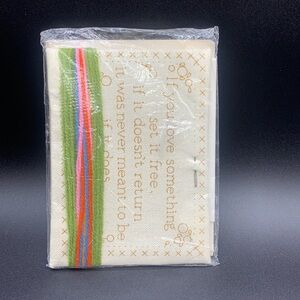 If you love something
set it free.
if it doesn't return
it was never meant to be
if it does